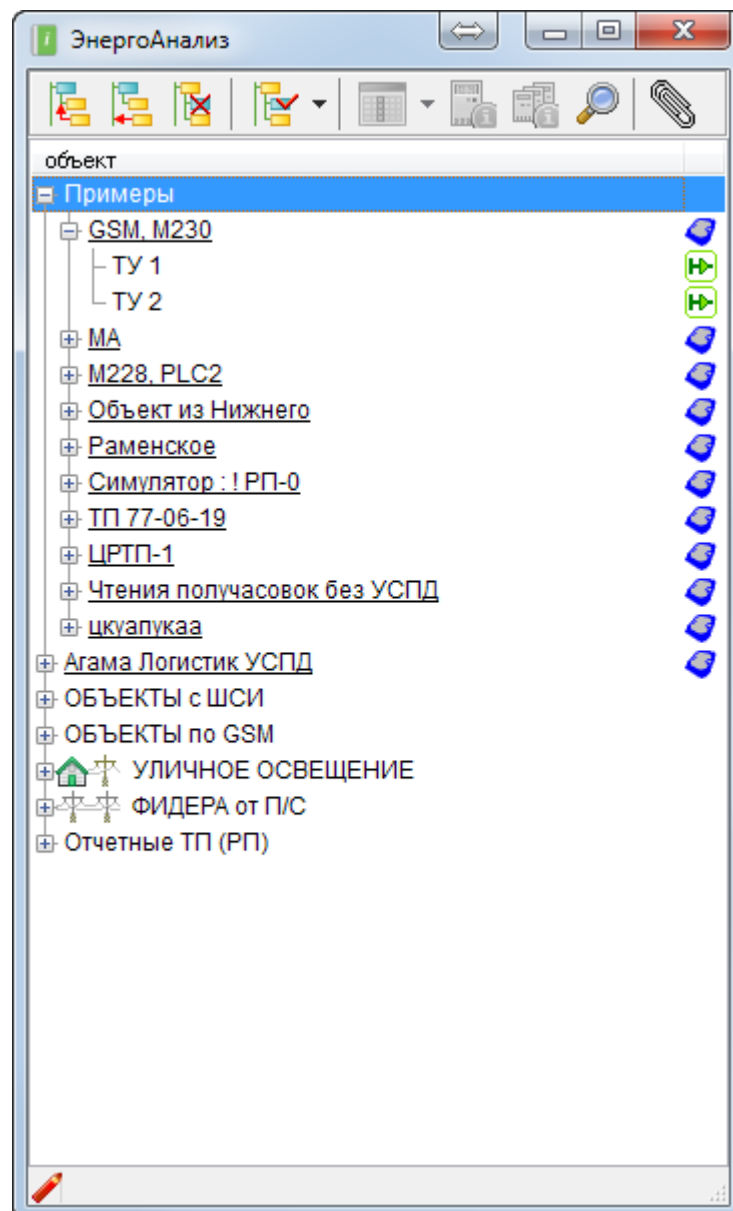 ЭнергоАнализ
объект
Примеры
GSM, M230
ТУ 1
ТУ 2
МА
М228, PLC2
Объект из Нижнего
Раменское
Симулятор : ! РП-0
ТП 77-06-19
ЦРТП-1
Чтения получасовок без УСПД
цкуапукаа
Агама Логистик УСПД
ОБЪЕКТЫ с ШСИ
ОБЪЕКТЫ по GSM
УЛИЧНОЕ ОСВЕЩЕНИЕ
ФИДЕРА от П/С
Отчетные ТП (РП)